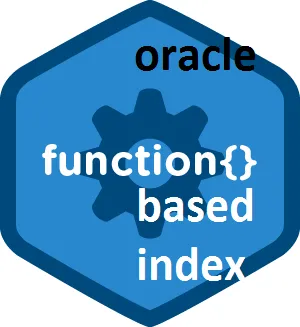 oracle
function{}
based
index